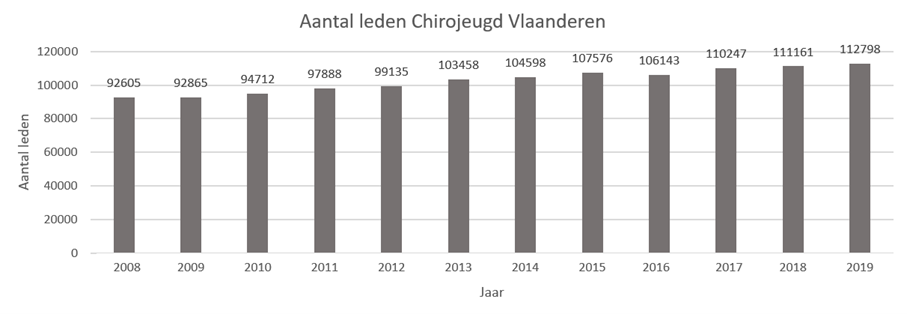 Aantal leden Chirojeugd Vlaanderen
Aantal leden
120000
100000
80000
60000
40000
20000
0
92605 92865 94712 97888 99135 103458 104598 107576 106143 110247 111161 112798
2008 2009 2010 2011 2012 2013 2014 2015 2016 2017 2018 2019
Jaar